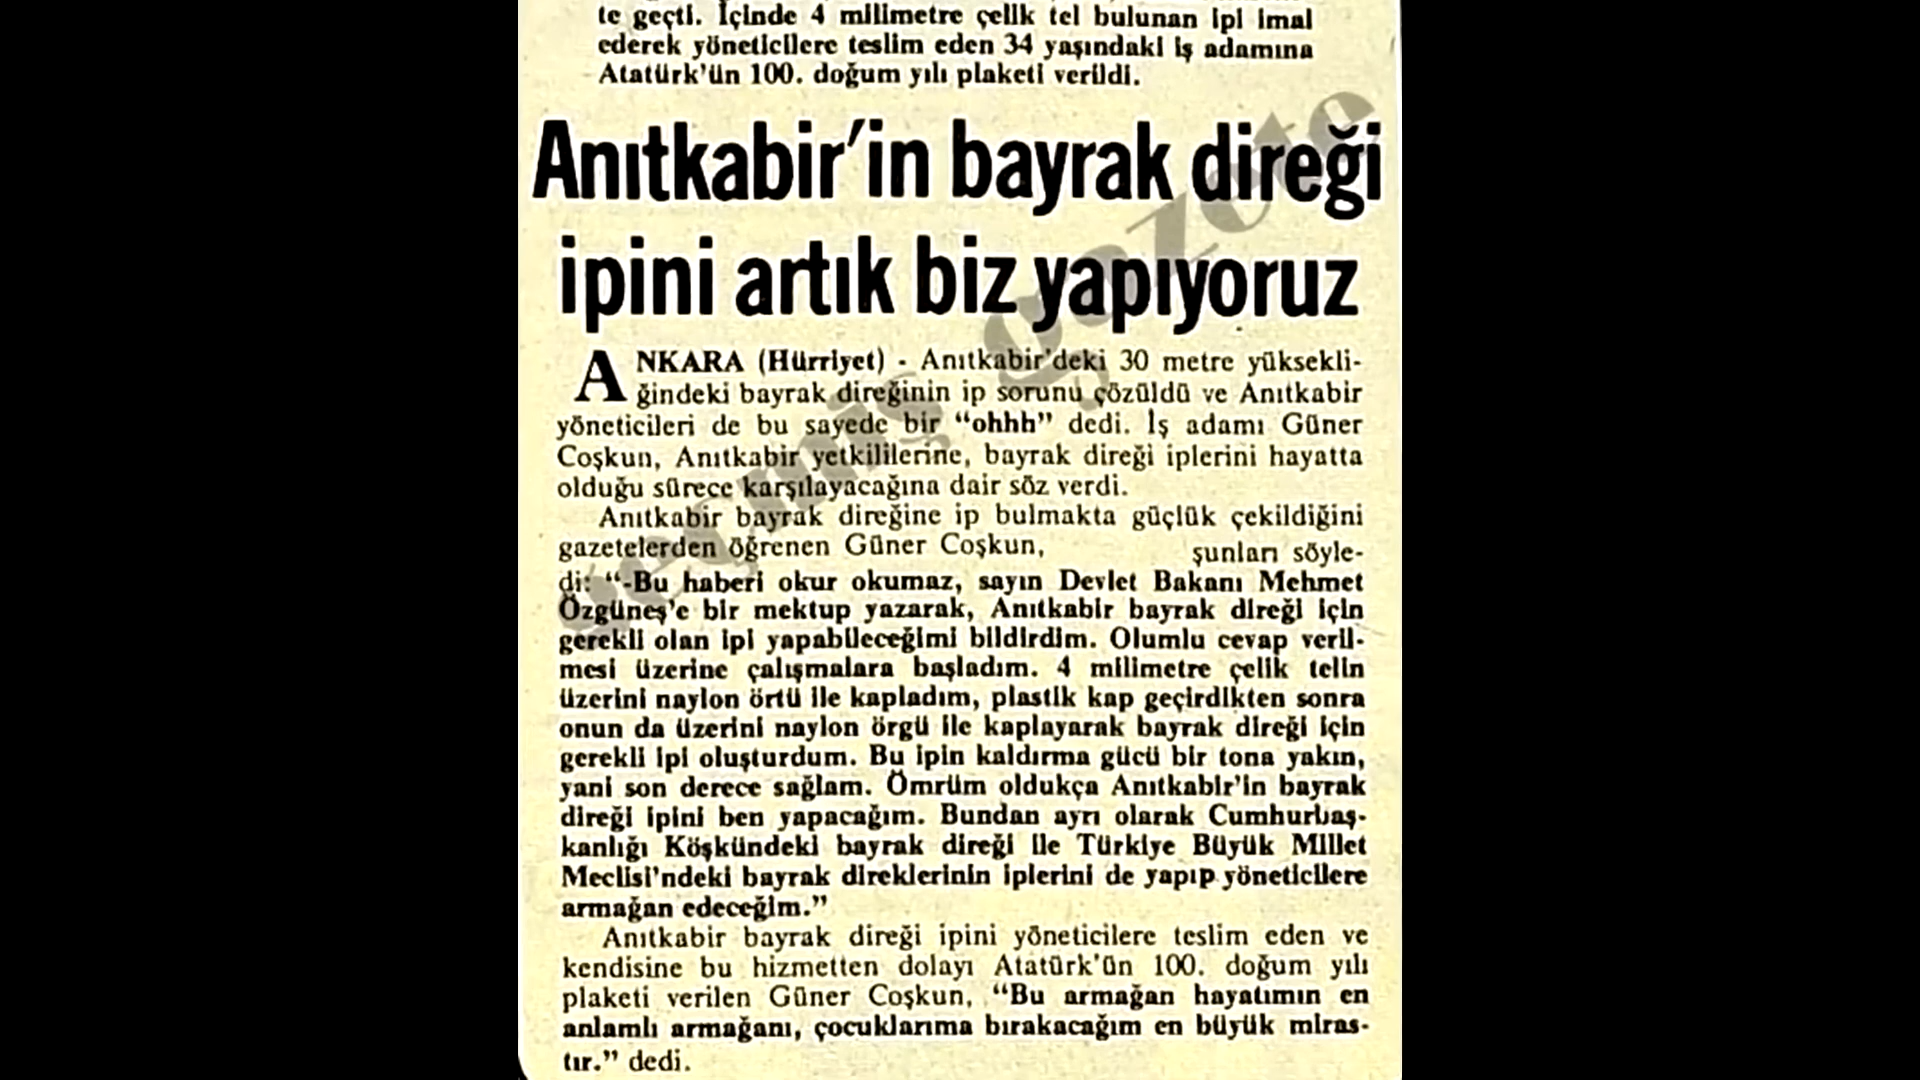 te geçti. İçinde 4 milimetre çelik tel bulunan ipi imal
ederek yöneticilere teslim eden 34 yaşındaki iş adamına
Atatürk'ün 100. doğum yılı plaketi verildi.
Anıtkabir'in bayrak direği
ipini artık biz yapıyoruz
ANKARA (Hürriyet) - Anıtkabir'deki 30 metre yüksekli-
ğindeki bayrak direğinin ip sorunu çözüldü ve Anıtkabir
yöneticileri de bu sayede bir “ohhh” dedi. İş adamı Güner
Coşkun, Anıtkabir yetkililerine, bayrak direği iplerini hayatta
olduğu sürece karşılayacağına dair söz verdi.
Anıtkabir bayrak direğine ip bulmakta güçlük çekildiğini
gazetelerden öğrenen Güner Coşkun, şunları söyle-
di: “-Bu haberi okur okumaz, sayın Devlet Bakanı Mehmet
Özgüneş'e bir mektup yazarak, Anıtkabir bayrak direği için
gerekli olan ipi yapabileceğimi bildirdim. Olumlu cevap veril-
mesi üzerine çalışmalara başladım. 4 milimetre çelik telin
üzerini naylon örtü ile kapladım, plastik kap geçirdikten sonra
onun da üzerini naylon örgü ile kaplayarak bayrak direği için
gerekli ipi oluşturdum. Bu ipin kaldırma gücü bir tona yakın,
yani son derece sağlam. Ömrüm oldukça Anıtkabir'in bayrak
direği ipini ben yapacağım. Bundan ayrı olarak Cumhurbaş-
kanlığı Köşkündeki bayrak direği ile Türkiye Büyük Millet
Meclisi'ndeki bayrak direklerinin iplerini de yapıp yöneticilere
armağan edeceğim.”
Anıtkabir bayrak direği ipini yöneticilere teslim eden ve
kendisine bu hizmetten dolayı Atatürk'ün 100. doğum yılı
plaketi verilen Güner Coşkun, “Bu armağan hayatımın en
anlamlı armağanı, çocuklarıma bırakacağım en büyük miras-
tır.” dedi.
geçmiş gazete